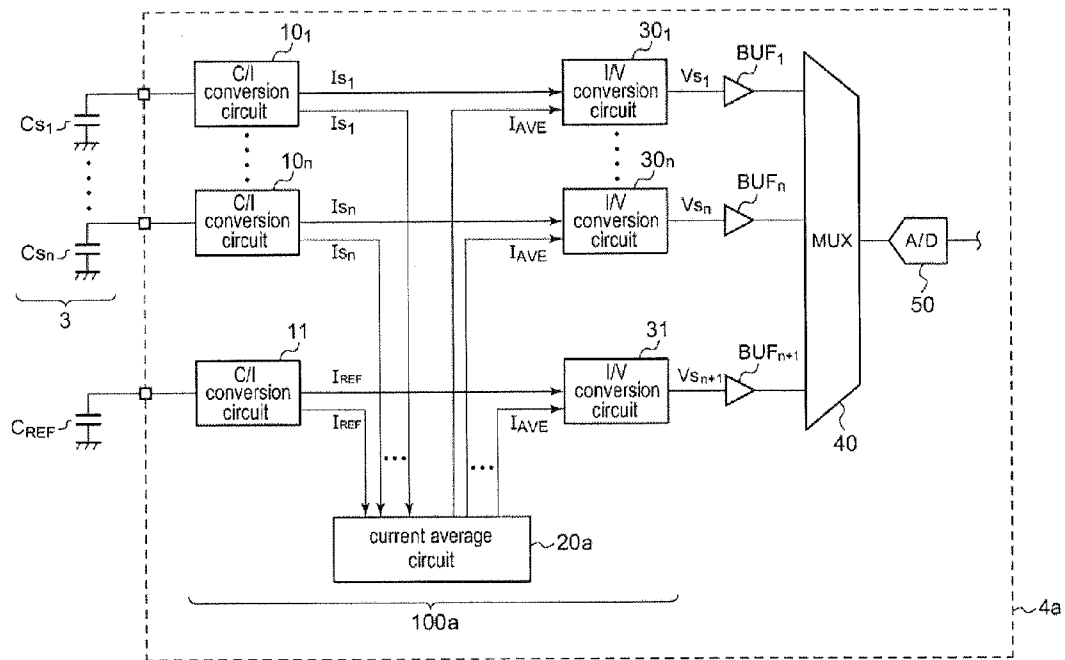 10₁
C/I
conversion
circuit
Is₁
Is₁
30₁
I/V
conversion
circuit
Vs₁
BUF₁
Cs₁
I_AVE
10n
C/I
conversion
circuit
Isn
Isn
30n
I/V
conversion
circuit
Vsn
BUFn
Csn
I_AVE
MUX
A/D
50
3
11
C/I
conversion
circuit
I_REF
I_REF
31
I/V
conversion
circuit
Vsn+1
BUFn+1
C_REF
I_AVE
40
current average
circuit
20a
100a
4a